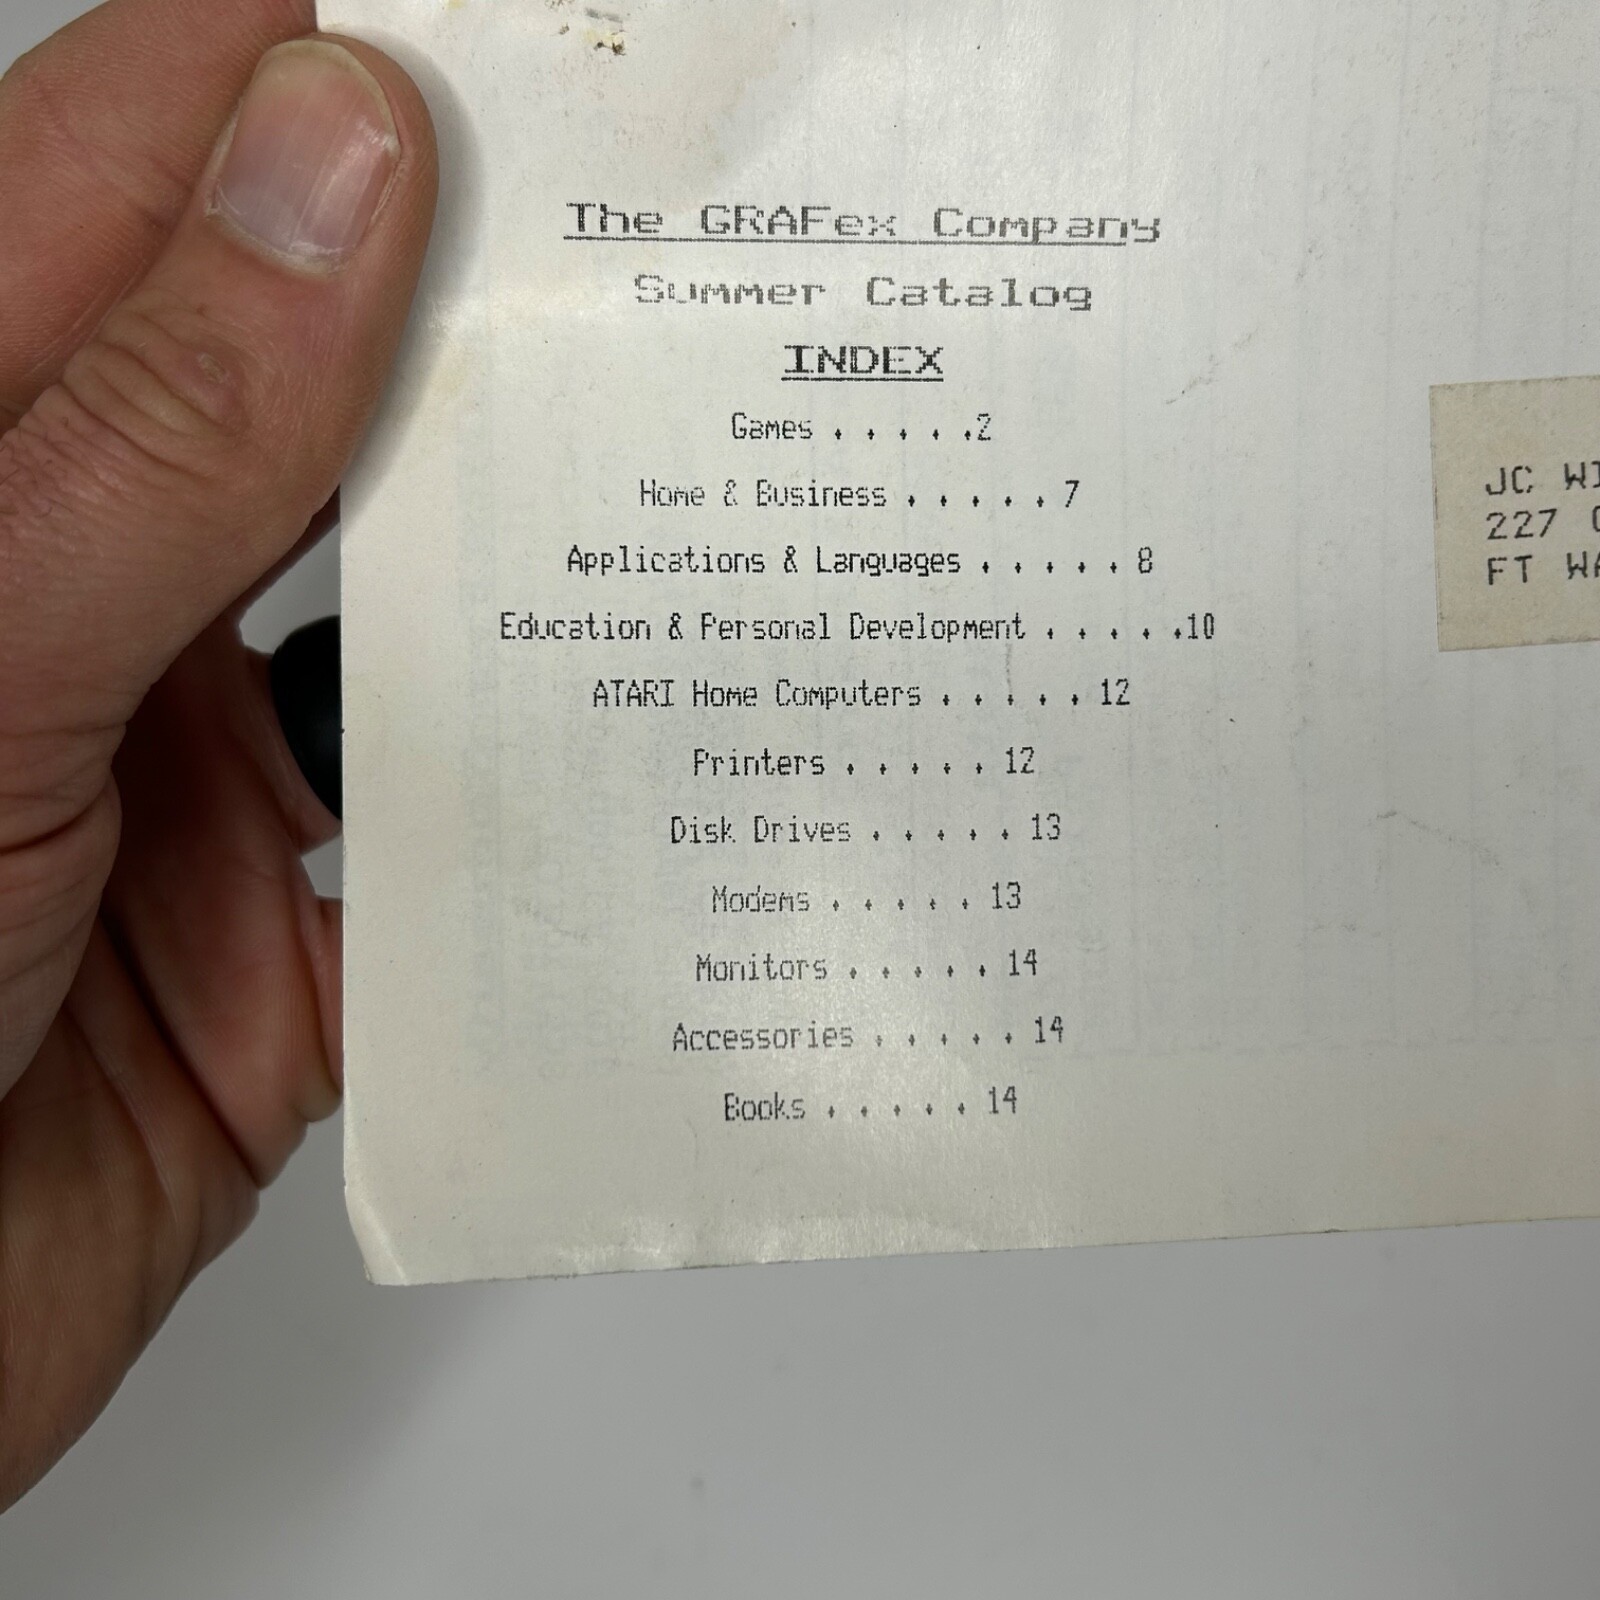 The GRAFex Company
Summer Catalog
INDEX
Games . . . . .2
Home & Business . . . . . 7
Applications & Languages . . . . . 8
Education & Personal Development . . . . .10
ATARI Home Computers . . . . . 12
Printers . . . . . 12
Disk Drives . . . . . 13
Modems . . . . . 13
Monitors . . . . . 14
Accessories . . . . . 14
Books . . . . . 14
JC WI
227
FT WA